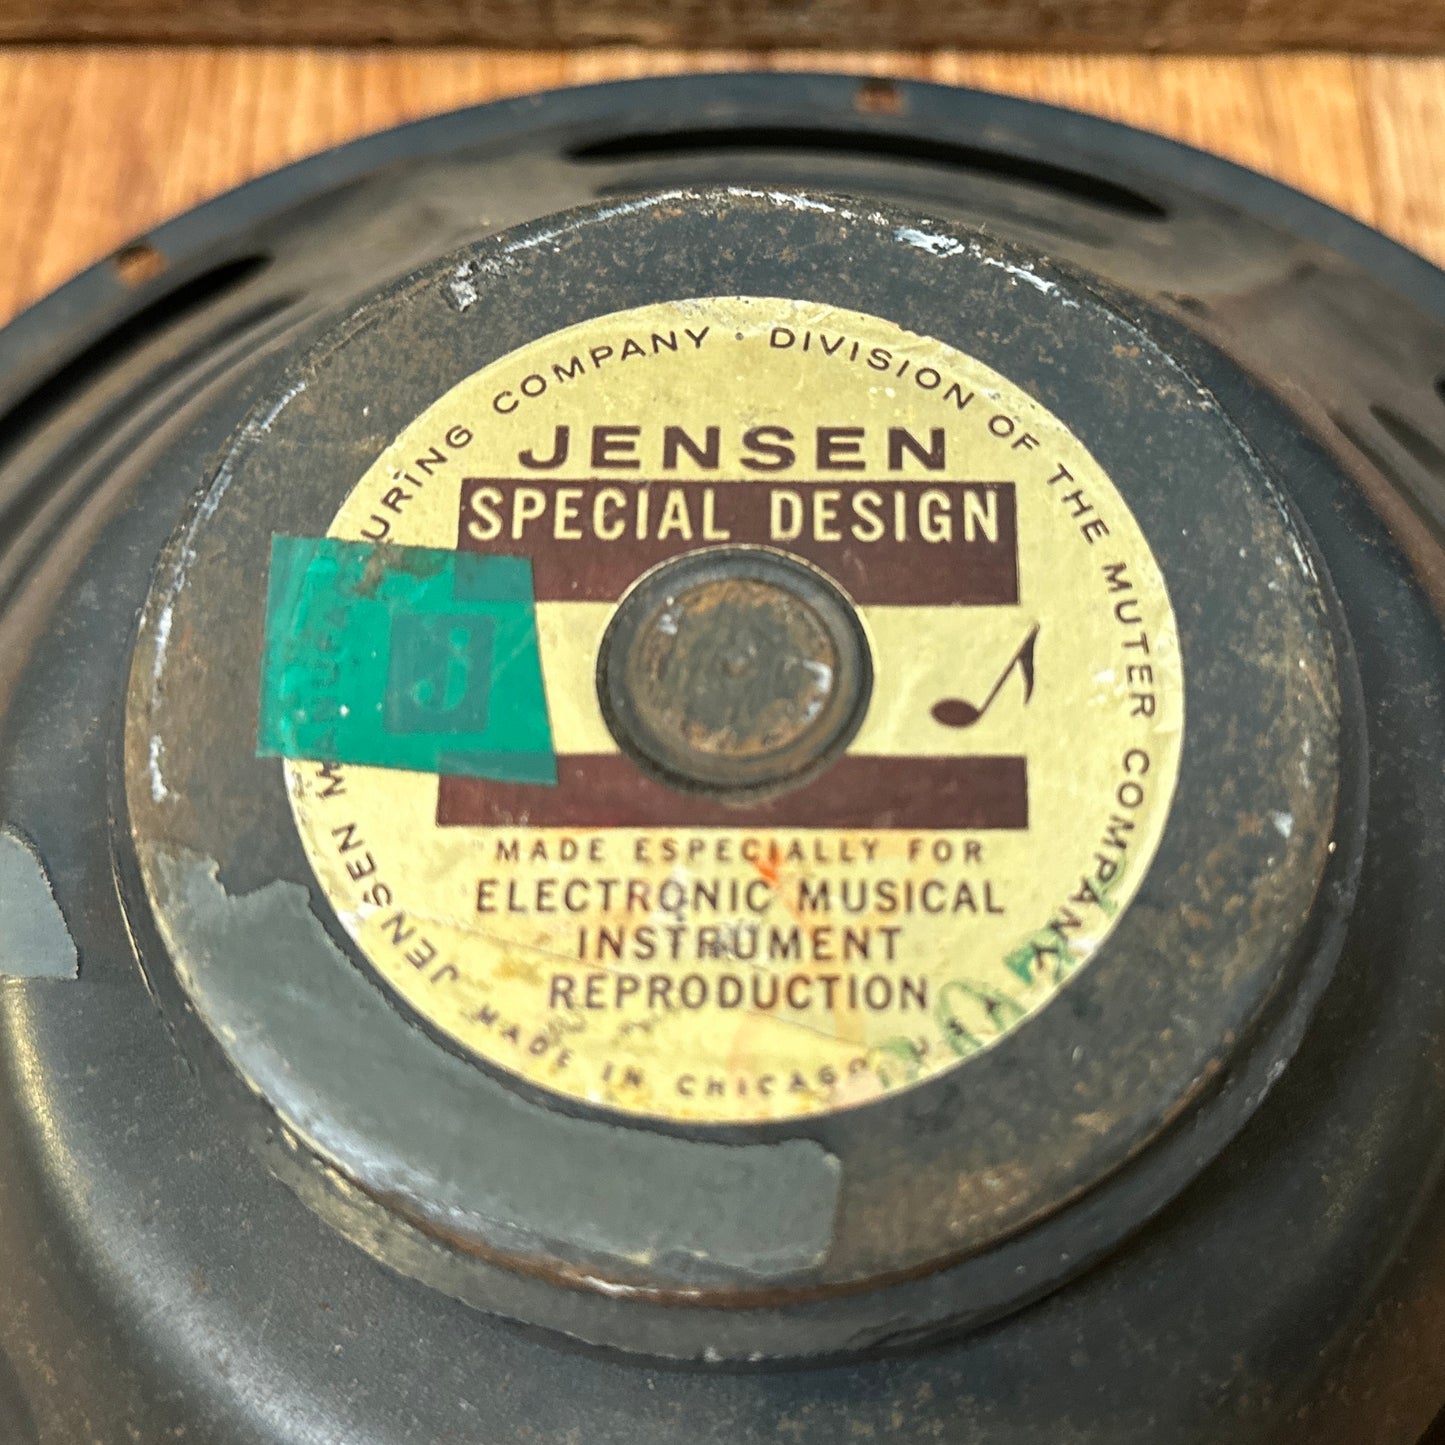 JENSEN MANUFACTURING COMPANY · DIVISION OF THE MUTER COMPANY
JENSEN
SPECIAL DESIGN
j
MADE ESPECIALLY FOR
ELECTRONIC MUSICAL
INSTRUMENT
REPRODUCTION
MADE IN CHICAGO U S A